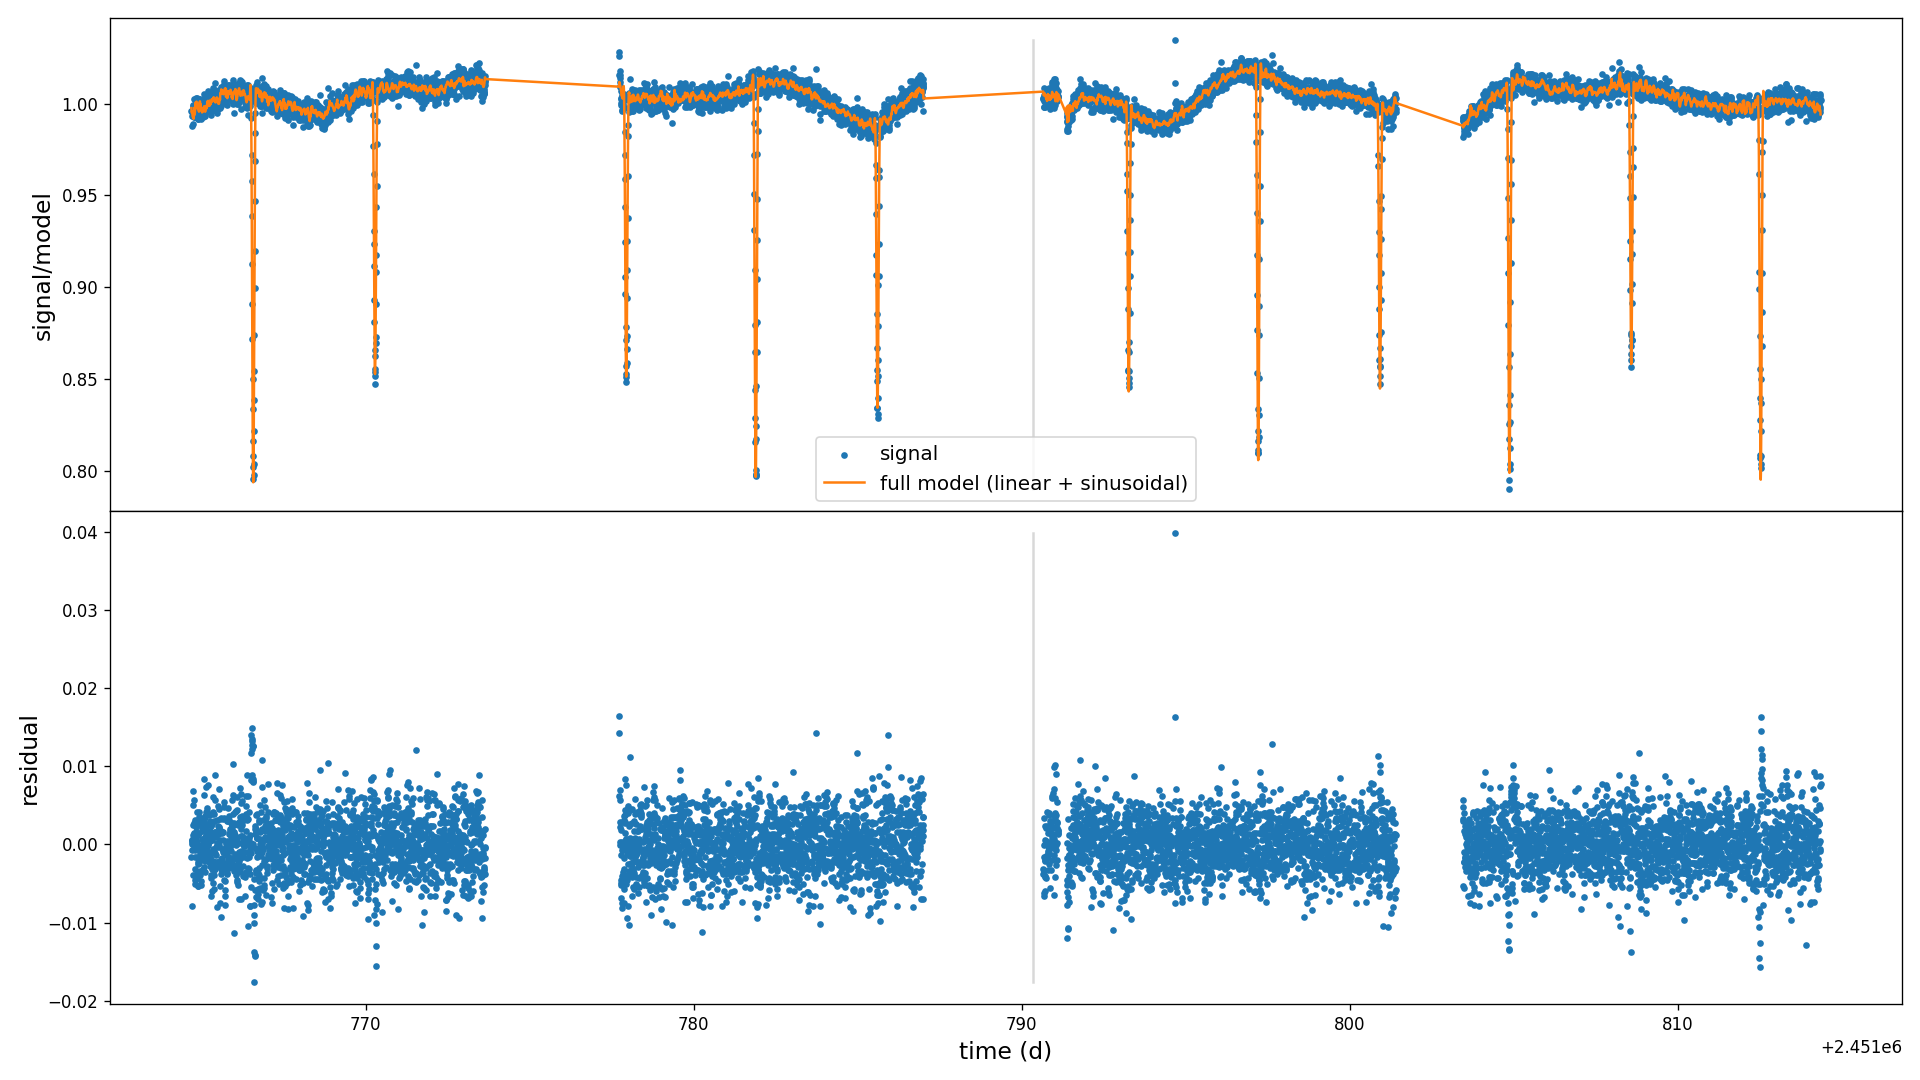 signal/model
1.00
0.95
0.90
0.85
0.80
signal
full model (linear + sinusoidal)
residual
0.04
0.03
0.02
0.01
0.00
−0.01
−0.02
770
780
790
800
810
time (d)
+2.451e6